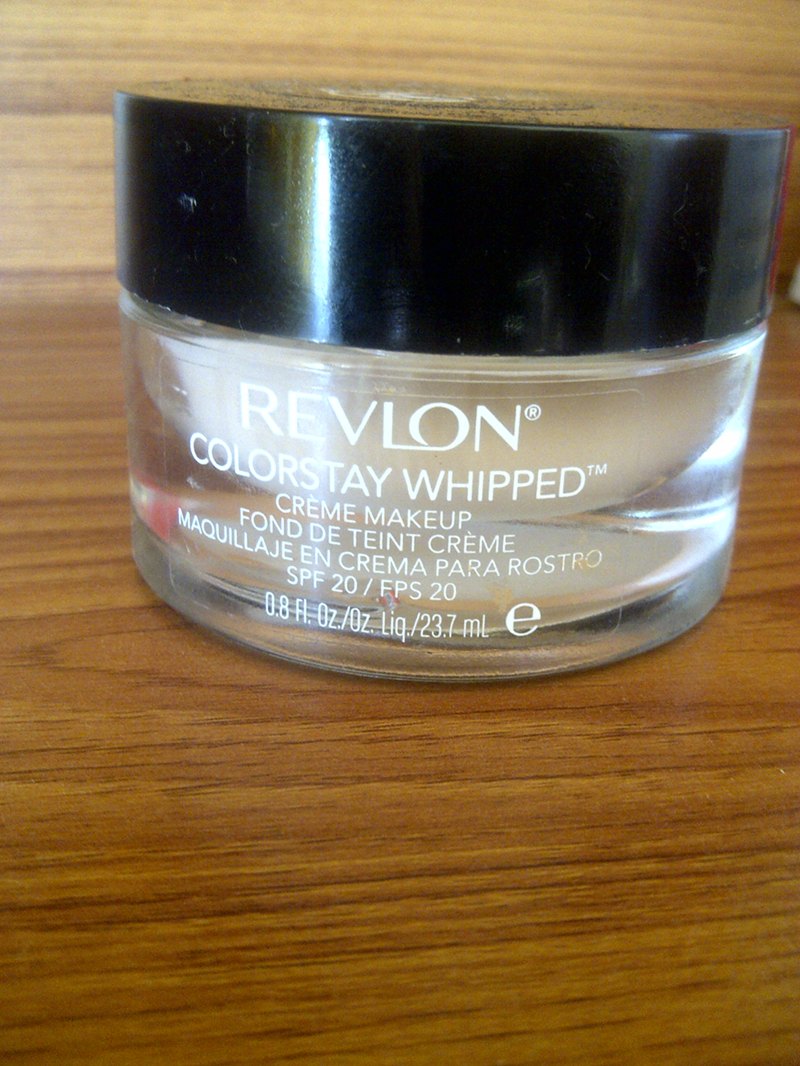 REVLON®
COLORSTAY WHIPPED™
CRÈME MAKEUP
FOND DE TEINT CRÈME
MAQUILLAJE EN CREMA PARA ROSTRO
SPF 20 / FPS 20
0.8 Fl. Oz./Oz. Liq./23.7 mL ℮